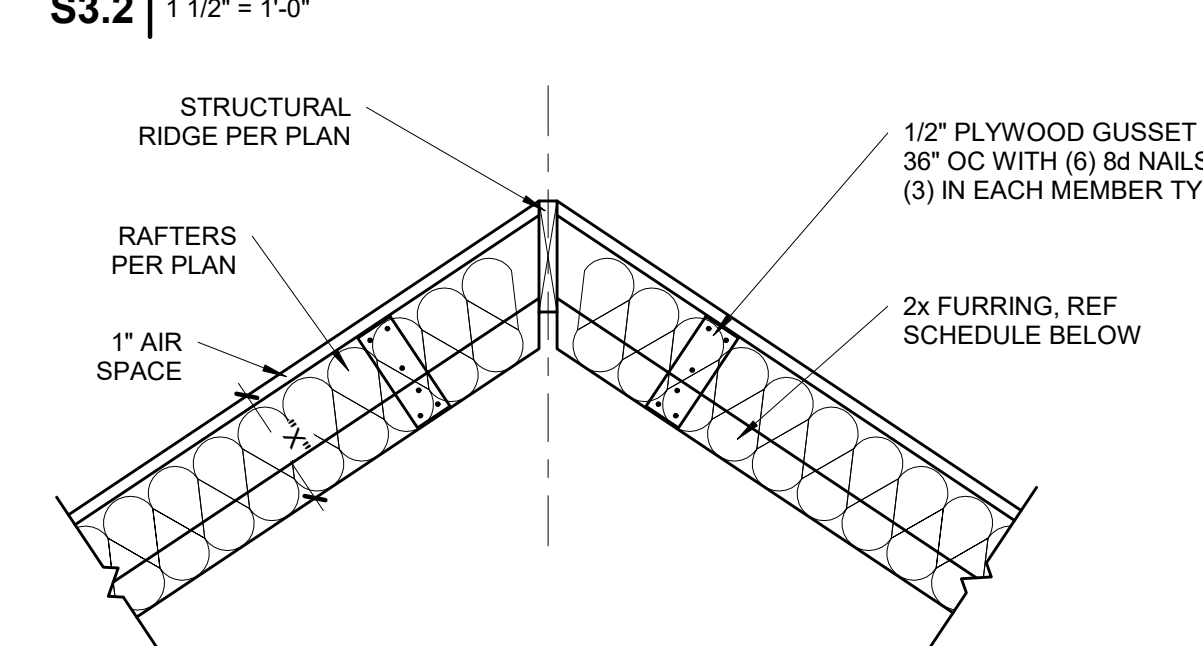 S3.2
1 1/2" = 1'-0"
STRUCTURAL
RIDGE PER PLAN
1/2" PLYWOOD GUSSET
36" OC WITH (6) 8d NAILS
(3) IN EACH MEMBER TY
RAFTERS
PER PLAN
2x FURRING, REF
SCHEDULE BELOW
1" AIR
SPACE
"X"